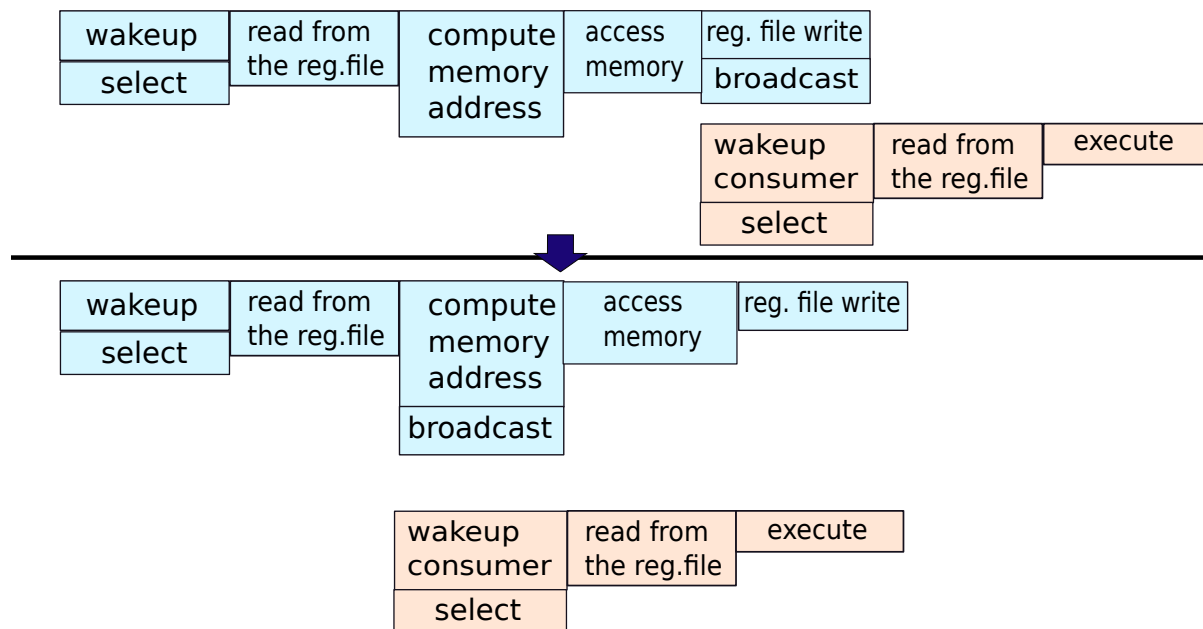 wakeup
select
read from
the reg.file
compute
memory
address
access
memory
reg. file write
broadcast
wakeup
consumer
select
read from
the reg.file
execute
wakeup
select
read from
the reg.file
compute
memory
address
broadcast
access
memory
reg. file write
wakeup
consumer
select
read from
the reg.file
execute